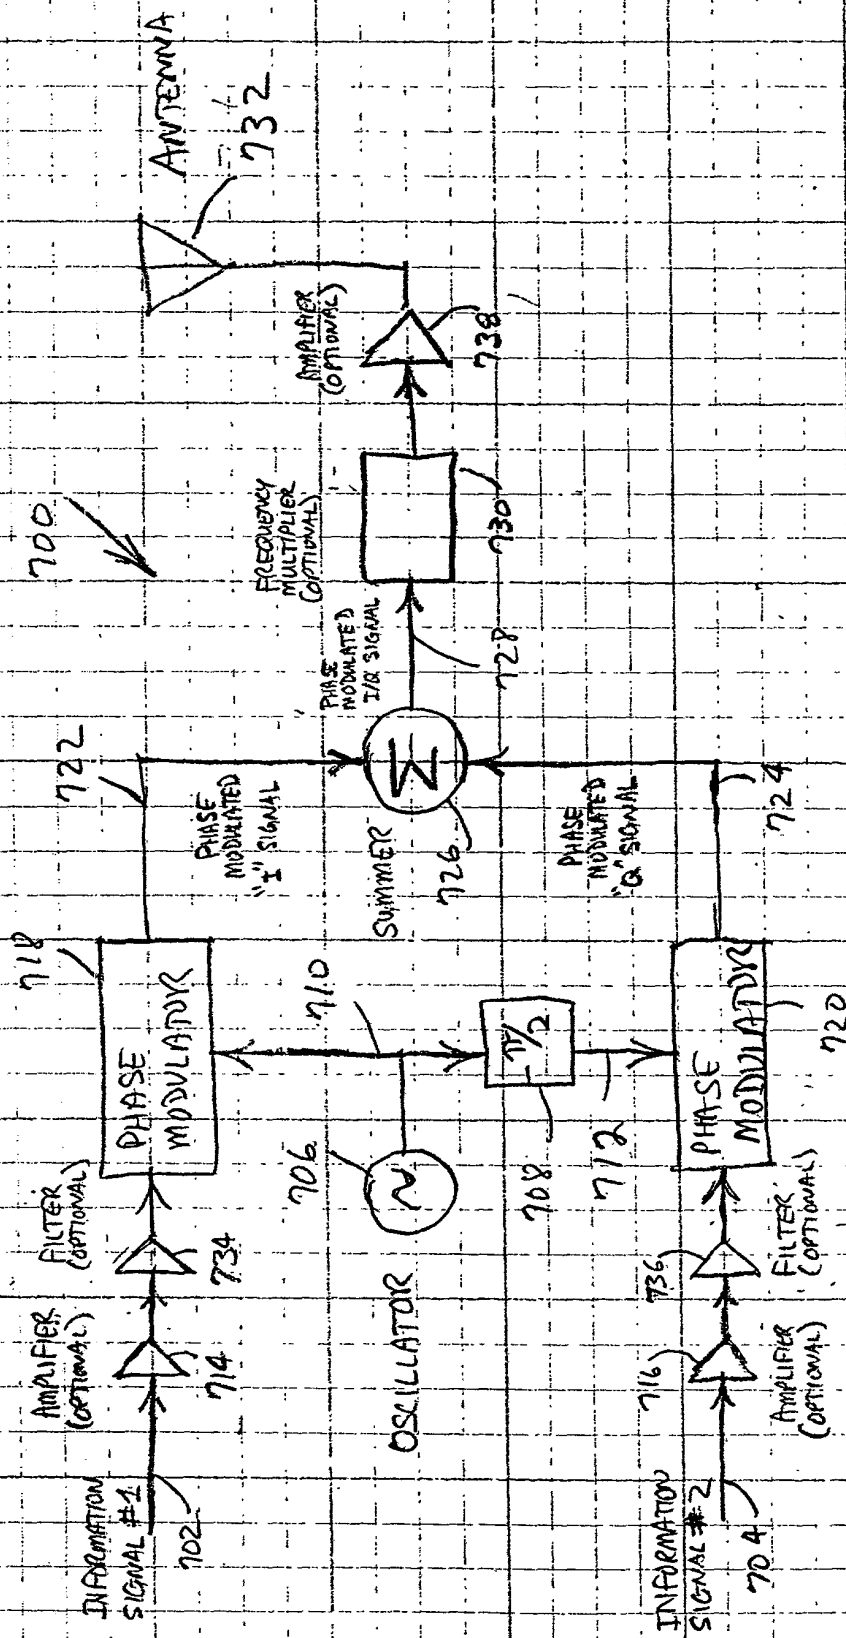 700
INFORMATION
SIGNAL #1
702
AMPLIFIER
(OPTIONAL)
714
FILTER
(OPTIONAL)
734
PHASE
MODULATOR
718
722
PHASE
MODULATED
"I" SIGNAL
OSCILLATOR
706
710
-π/2
708
712
SUMMER
Σ
726
PHASE
MODULATED
I/Q SIGNAL
728
FREQUENCY
MULTIPLIER
(OPTIONAL)
730
AMPLIFIER
(OPTIONAL)
738
ANTENNA
732
INFORMATION
SIGNAL #2
704
716
AMPLIFIER
(OPTIONAL)
736
FILTER
(OPTIONAL)
PHASE
MODULATOR
720
724
PHASE
MODULATED
"Q" SIGNAL